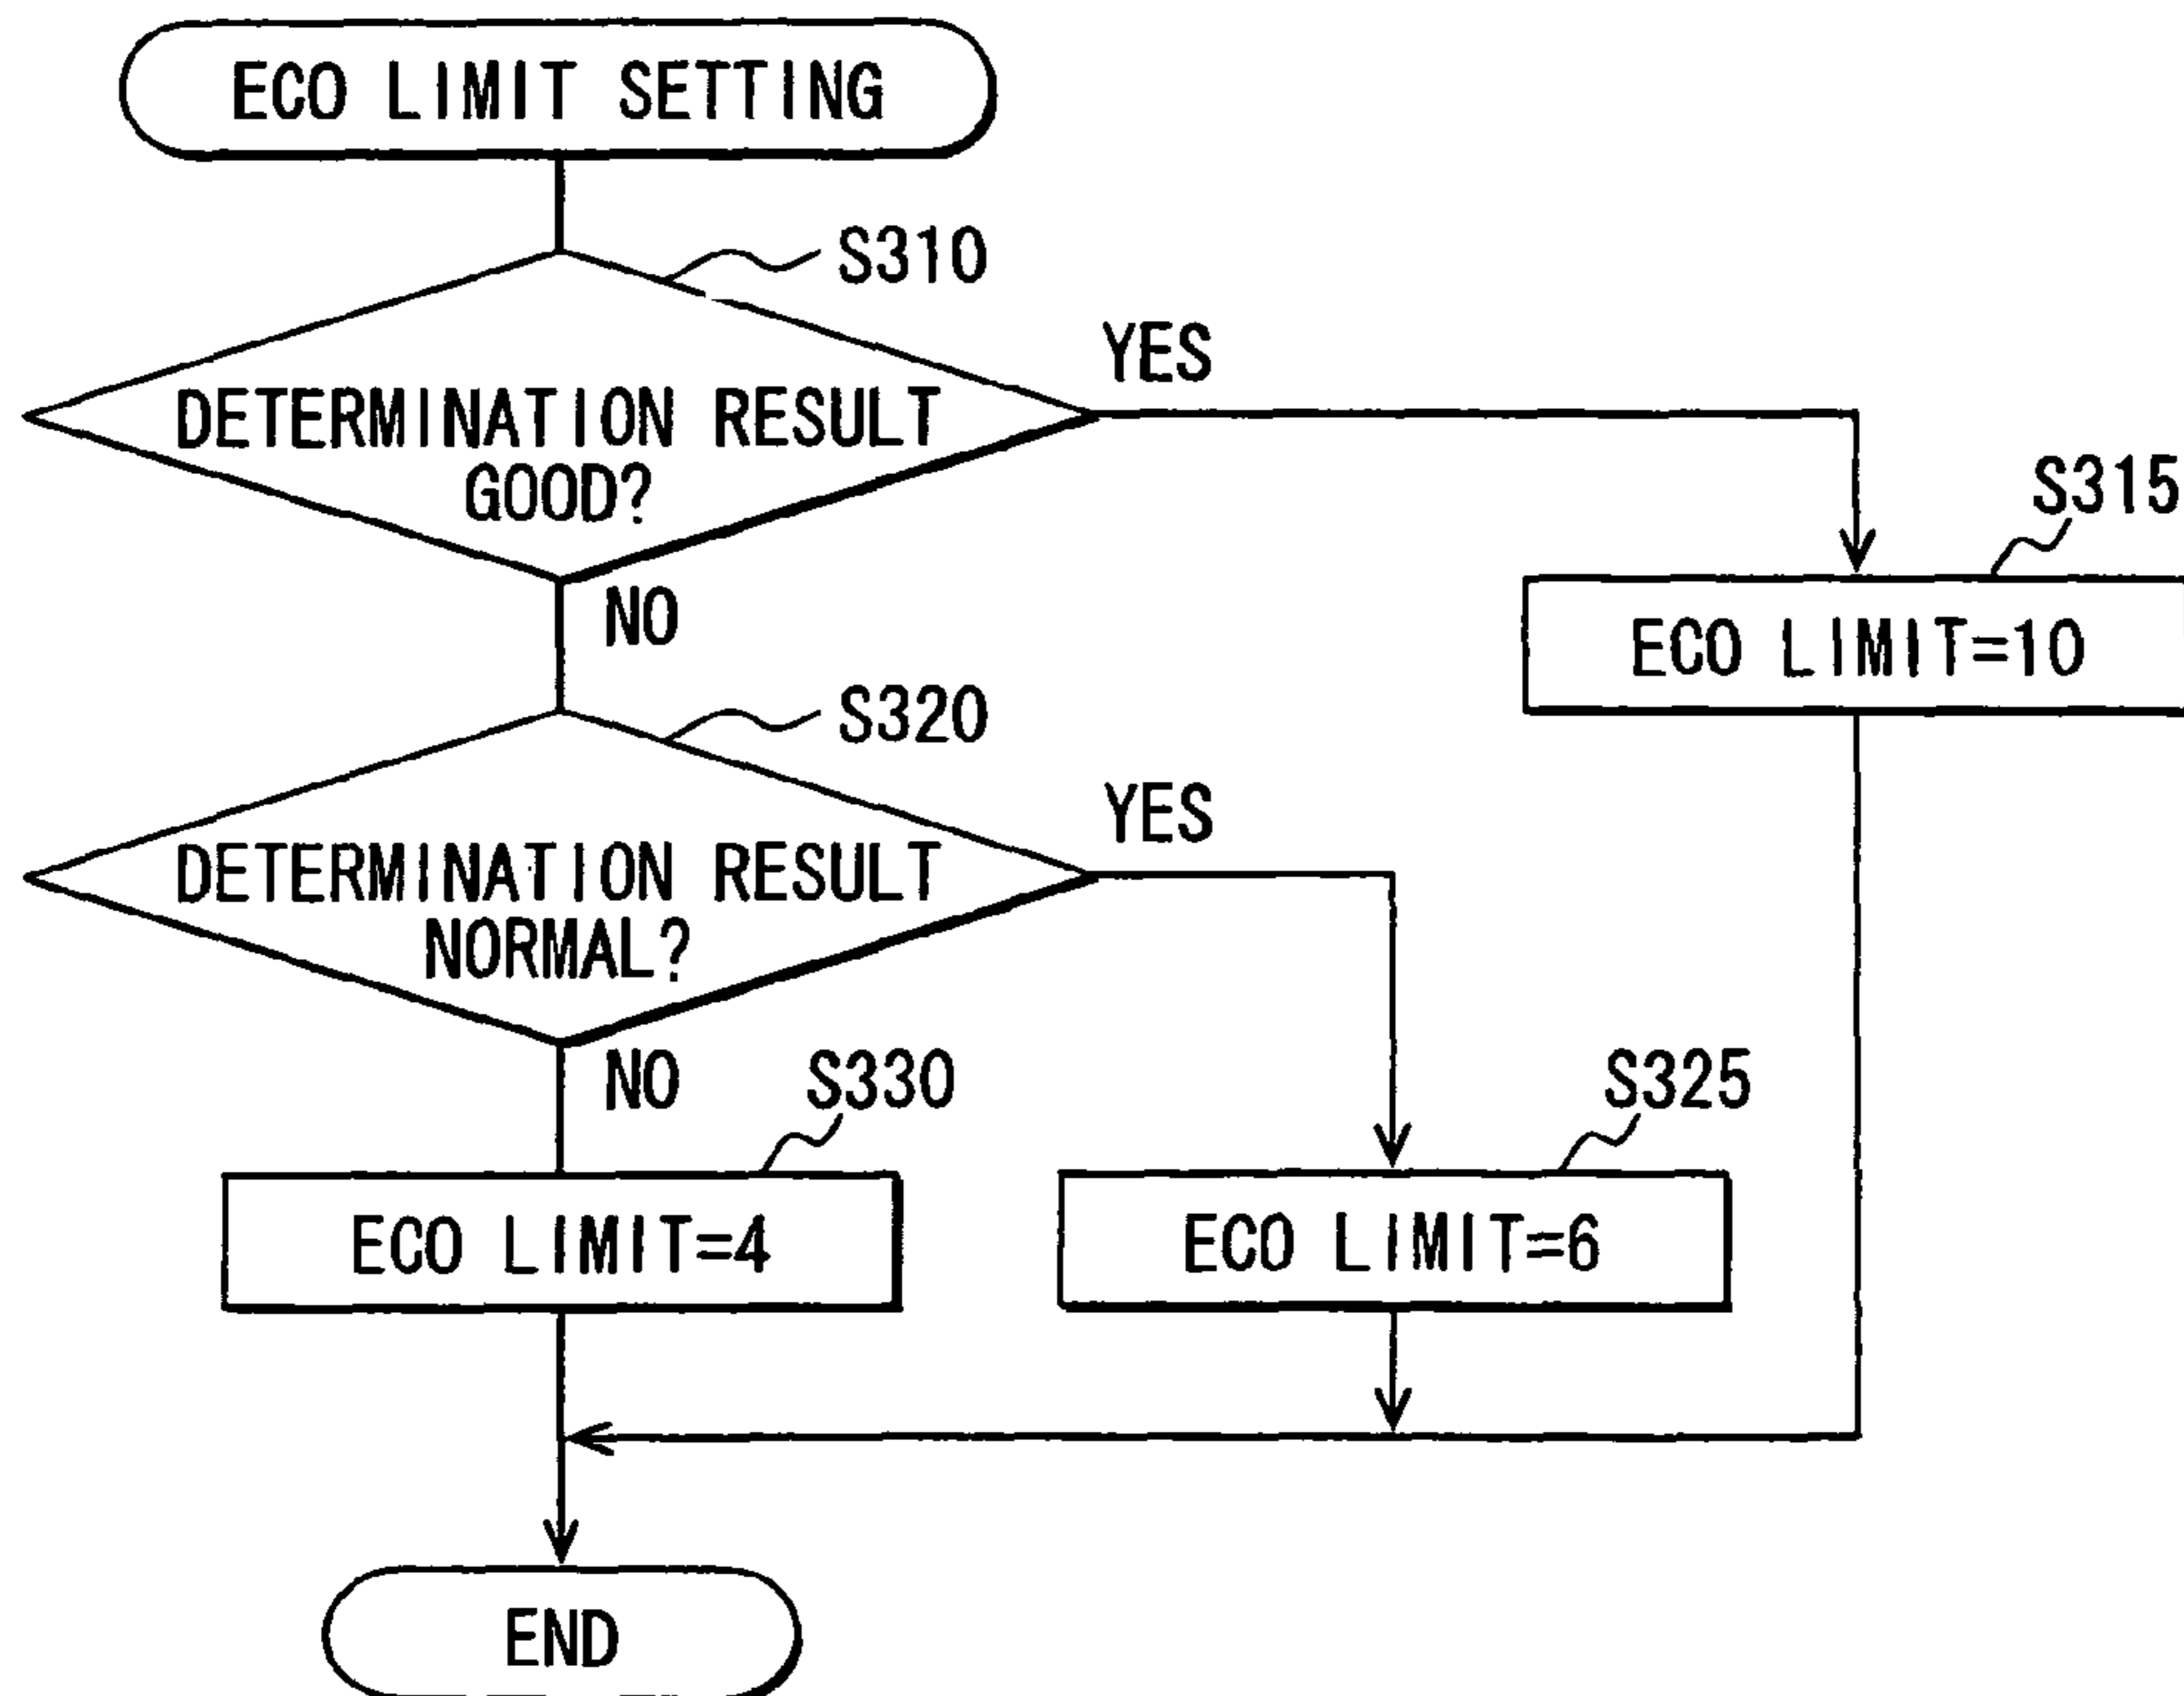 ECO LIMIT SETTING
S310
DETERMINATION RESULT
GOOD?
YES
NO
S315
ECO LIMIT=10
S320
DETERMINATION RESULT
NORMAL?
YES
NO
S330
ECO LIMIT=4
S325
ECO LIMIT=6
END